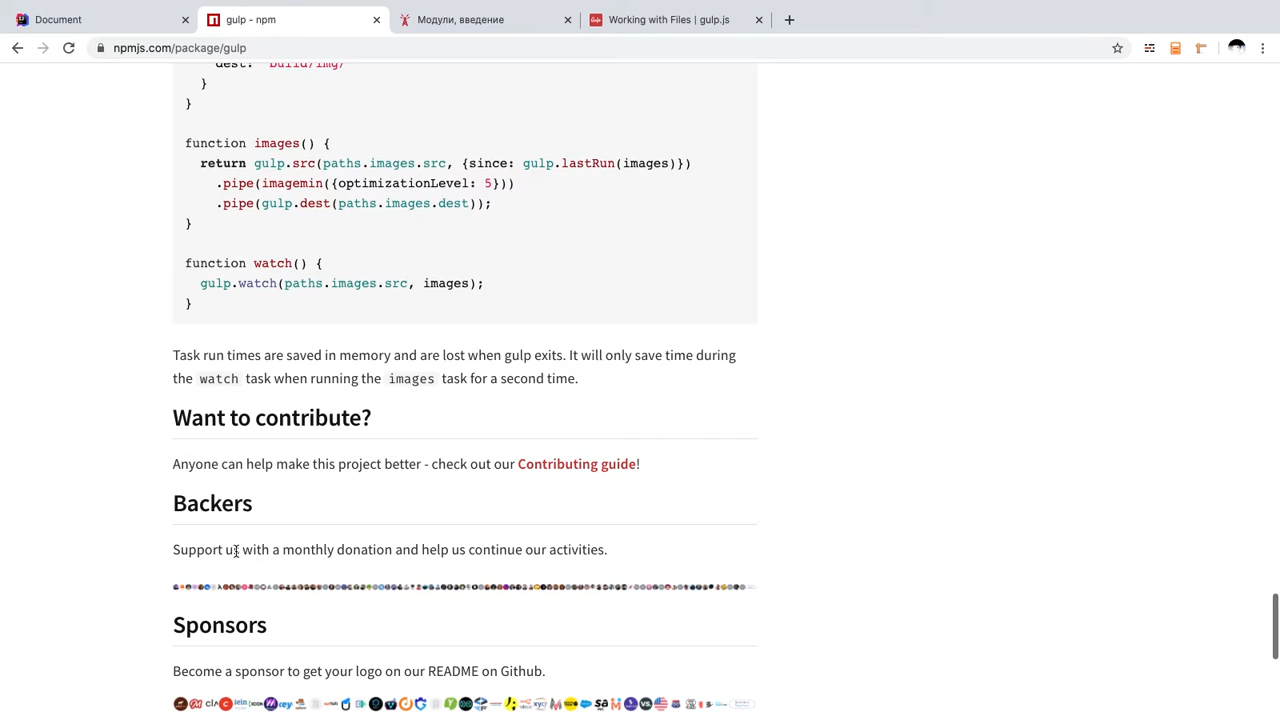 Document
gulp - npm
Модули, введение
Working with Files | gulp.js
npmjs.com/package/gulp
dest: 'build/img/'
}
}
function images() {
return gulp.src(paths.images.src, {since: gulp.lastRun(images)})
.pipe(imagemin({optimizationLevel: 5}))
.pipe(gulp.dest(paths.images.dest));
}
function watch() {
gulp.watch(paths.images.src, images);
}
Task run times are saved in memory and are lost when gulp exits. It will only save time during
the watch task when running the images task for a second time.
Want to contribute?
Anyone can help make this project better - check out our Contributing guide!
Backers
Support us with a monthly donation and help us continue our activities.
Sponsors
Become a sponsor to get your logo on our README on Github.